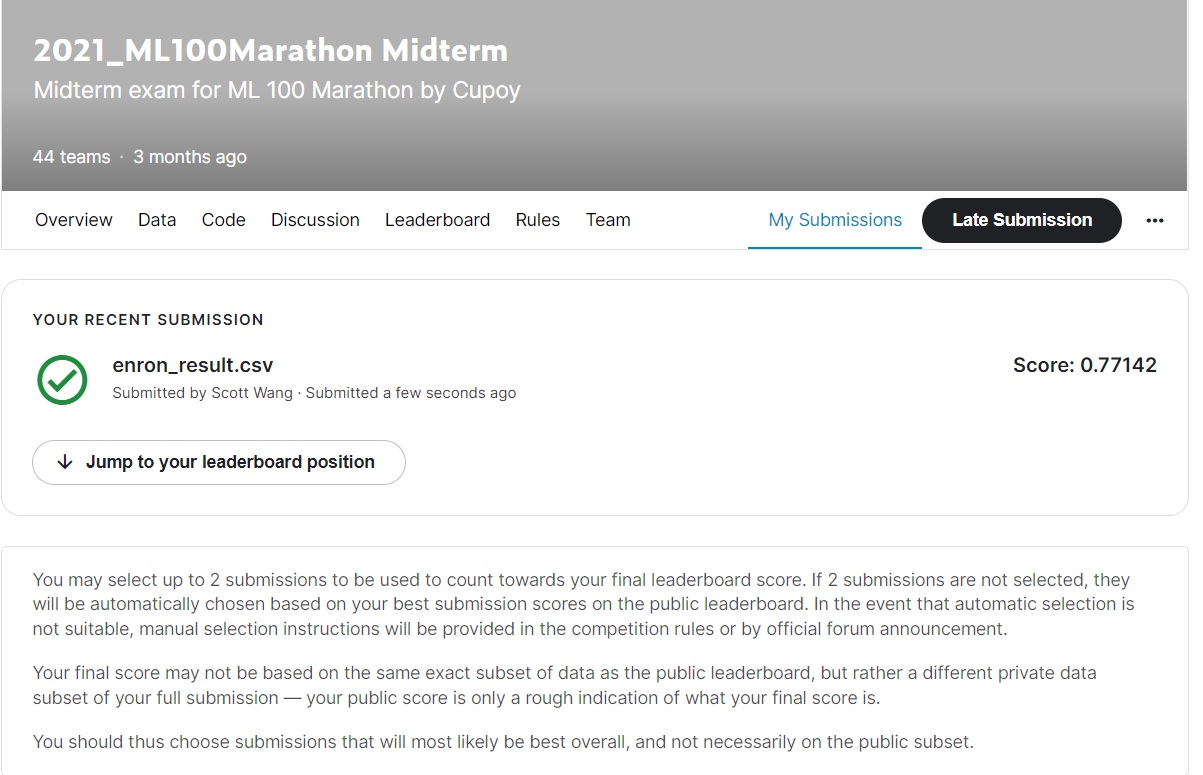 2021_ML100Marathon Midterm
Midterm exam for ML 100 Marathon by Cupoy
44 teams · 3 months ago
Overview Data Code Discussion Leaderboard Rules Team My Submissions Late Submission ···
YOUR RECENT SUBMISSION
enron_result.csv Score: 0.77142
Submitted by Scott Wang · Submitted a few seconds ago
↓ Jump to your leaderboard position
You may select up to 2 submissions to be used to count towards your final leaderboard score. If 2 submissions are not selected, they
will be automatically chosen based on your best submission scores on the public leaderboard. In the event that automatic selection is
not suitable, manual selection instructions will be provided in the competition rules or by official forum announcement.
Your final score may not be based on the same exact subset of data as the public leaderboard, but rather a different private data
subset of your full submission — your public score is only a rough indication of what your final score is.
You should thus choose submissions that will most likely be best overall, and not necessarily on the public subset.